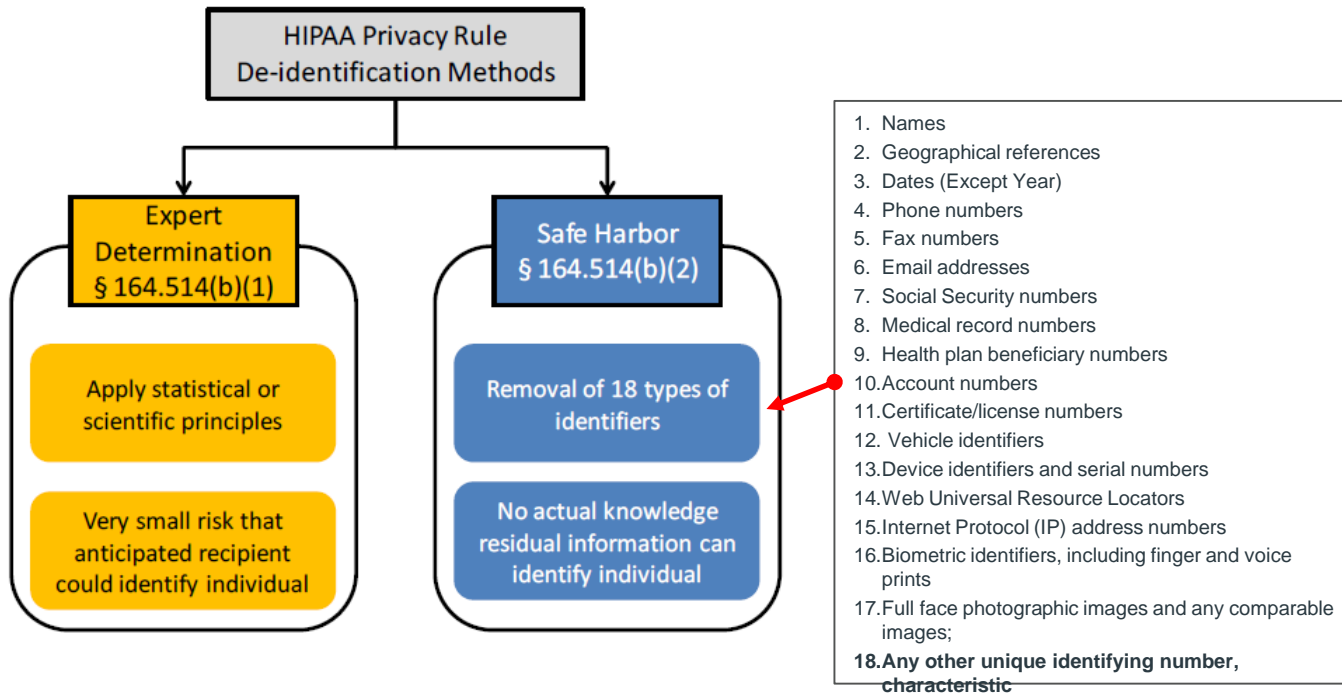 HIPAA Privacy Rule
De-identification Methods
Expert
Determination
§ 164.514(b)(1)
Apply statistical or
scientific principles
Very small risk that
anticipated recipient
could identify individual
Safe Harbor
§ 164.514(b)(2)
Removal of 18 types of
identifiers
No actual knowledge
residual information can
identify individual
1. Names
2. Geographical references
3. Dates (Except Year)
4. Phone numbers
5. Fax numbers
6. Email addresses
7. Social Security numbers
8. Medical record numbers
9. Health plan beneficiary numbers
10.Account numbers
11.Certificate/license numbers
12. Vehicle identifiers
13.Device identifiers and serial numbers
14.Web Universal Resource Locators
15.Internet Protocol (IP) address numbers
16.Biometric identifiers, including finger and voice
prints
17.Full face photographic images and any comparable
images;
18.Any other unique identifying number,
characteristic